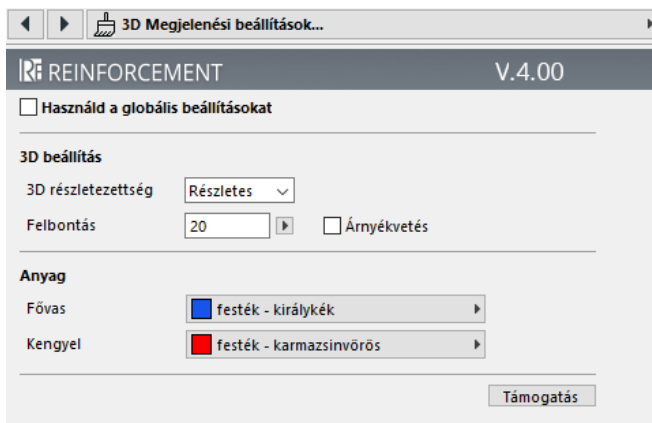 3D Megjelenési beállítások...
REINFORCEMENT V.4.00
Használd a globális beállításokat
3D beállítás
3D részletezettség Részletes
Felbontás 20 Árnyékvetés
Anyag
Fővas festék - királykék
Kengyel festék - karmazsinvörös
Támogatás